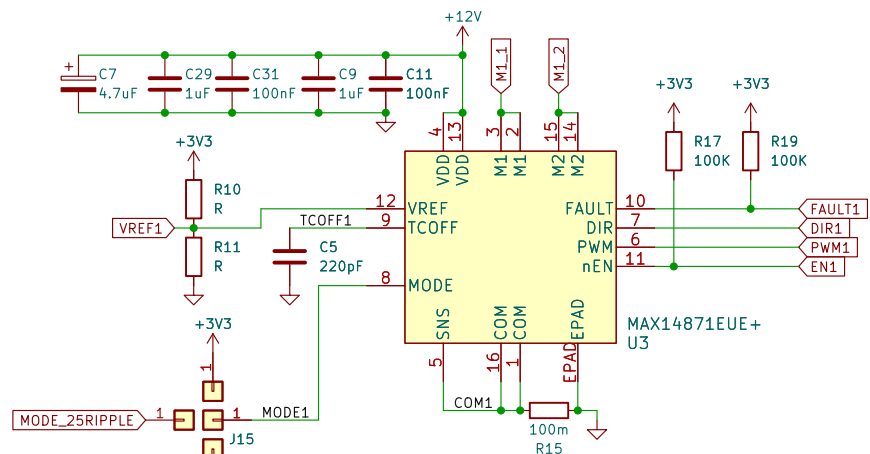 +12V
M1_1
M1_2
+3V3
+3V3
+
C7
4.7uF
C29
1uF
C31
100nF
C9
1uF
C11
100nF
R17
100K
R19
100K
4
13
3
2
15
14
VDD
VDD
M1
M1
M2
M2
+3V3
R10
R
VREF1
R11
R
TCOFF1
C5
220pF
12
VREF
9
TCOFF
8
MODE
FAULT
10
FAULT1
DIR
7
DIR1
PWM
6
PWM1
nEN
11
EN1
SNS
COM
COM
EPAD
5
16
1
EPAD
MAX14871EUE+
U3
+3V3
1
MODE_25RIPPLE
1
1
MODE1
J15
COM1
100m
R15